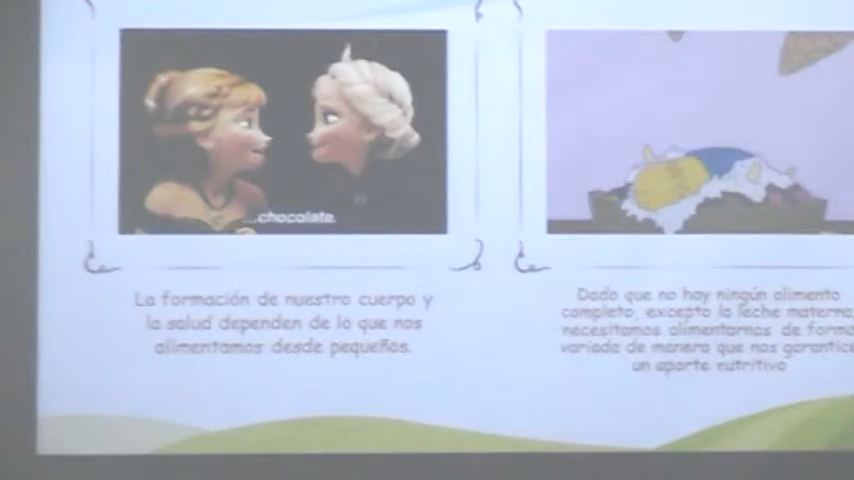 ...chocolate.
La formación de nuestro cuerpo y
la salud dependen de lo que nos
alimentamos desde pequeños.
Dado que no hay ningún alimento
completo, excepto la leche materna,
necesitamos alimentarnos de forma
variada de manera que nos garantice
un aporte nutritivo